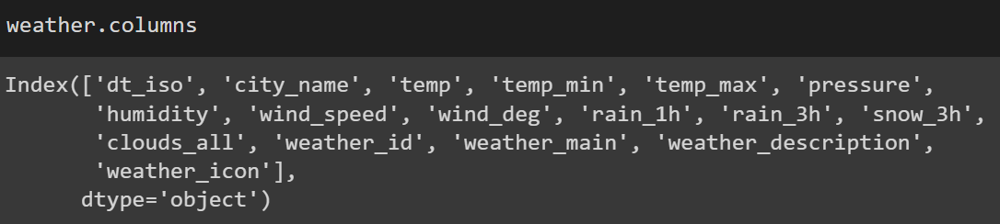 weather.columns
Index(['dt_iso', 'city_name', 'temp', 'temp_min', 'temp_max', 'pressure',
'humidity', 'wind_speed', 'wind_deg', 'rain_1h', 'rain_3h', 'snow_3h',
'clouds_all', 'weather_id', 'weather_main', 'weather_description',
'weather_icon'],
dtype='object')